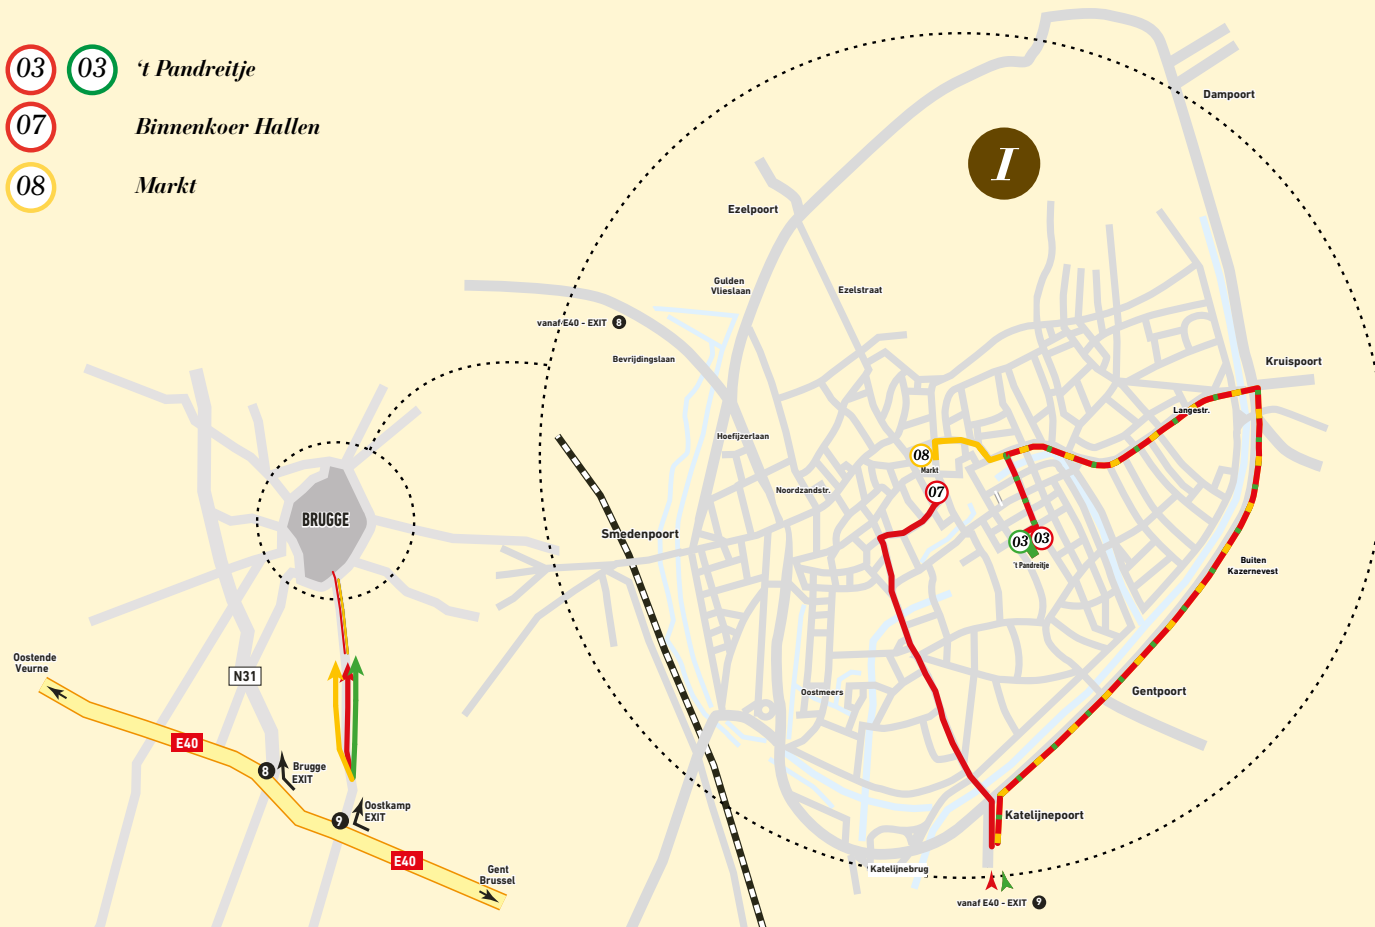 03 03 ‘t Pandreitje
07 Binnenkoer Hallen
08 Markt
I
Dampoort
Ezelpoort
Gulden
Vlieslaan
Ezelstraat
vanaf E40 - EXIT 8
Bevrijdingslaan
Kruispoort
Langestr.
Hoefijzerlaan
08
Markt
07
Noordzandstr.
Smedenpoort
03 03
't Pandreitje
Buiten
Kazernevest
BRUGGE
Oostende
Veurne
N31
Oostmeers
Gentpoort
E40
8
Brugge
EXIT
9
Oostkamp
EXIT
Katelijnepoort
E40
Gent
Brussel
Katelijnebrug
vanaf E40 - EXIT 9